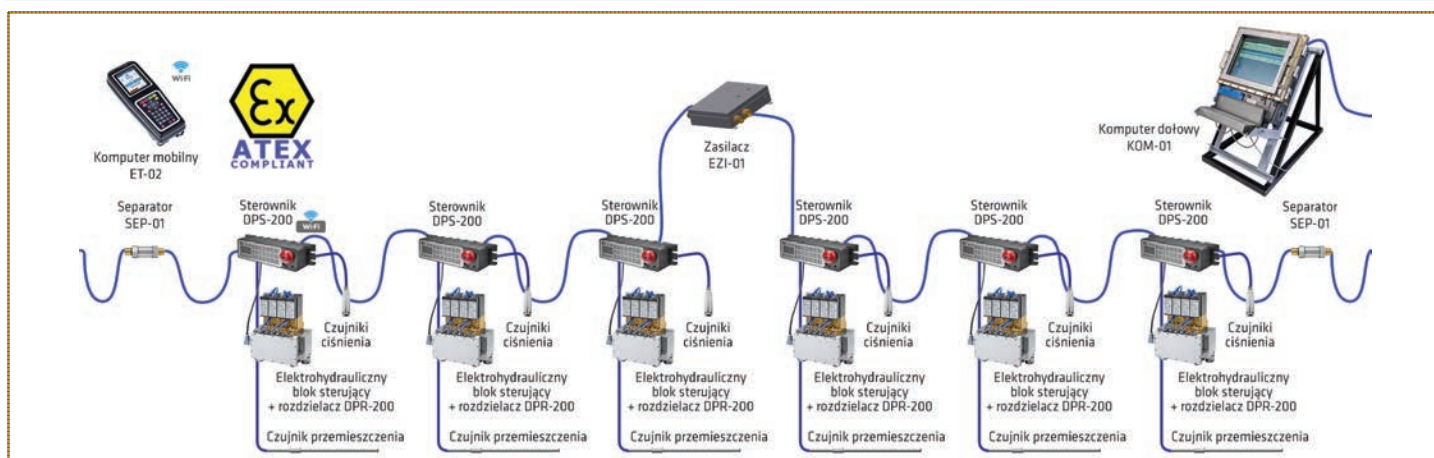 WiFi
Komputer mobilny
ET-02
Ex
ATEX
COMPLIANT
Zasilacz
EZI-01
Komputer dołowy
KOM-01
Separator
SEP-01
Sterownik
DPS-200
WiFi
Sterownik
DPS-200
Sterownik
DPS-200
Sterownik
DPS-200
Sterownik
DPS-200
Sterownik
DPS-200
Separator
SEP-01
Czujniki
ciśnienia
Czujniki
ciśnienia
Czujniki
ciśnienia
Czujniki
ciśnienia
Czujniki
ciśnienia
Czujniki
ciśnienia
Elektrohydrauliczny
blok sterujący
+ rozdzielacz DPR-200
Elektrohydrauliczny
blok sterujący
+ rozdzielacz DPR-200
Elektrohydrauliczny
blok sterujący
+ rozdzielacz DPR-200
Elektrohydrauliczny
blok sterujący
+ rozdzielacz DPR-200
Elektrohydrauliczny
blok sterujący
+ rozdzielacz DPR-200
Elektrohydrauliczny
blok sterujący
+ rozdzielacz DPR-200
Czujnik przemieszczenia
Czujnik przemieszczenia
Czujnik przemieszczenia
Czujnik przemieszczenia
Czujnik przemieszczenia
Czujnik przemieszczenia